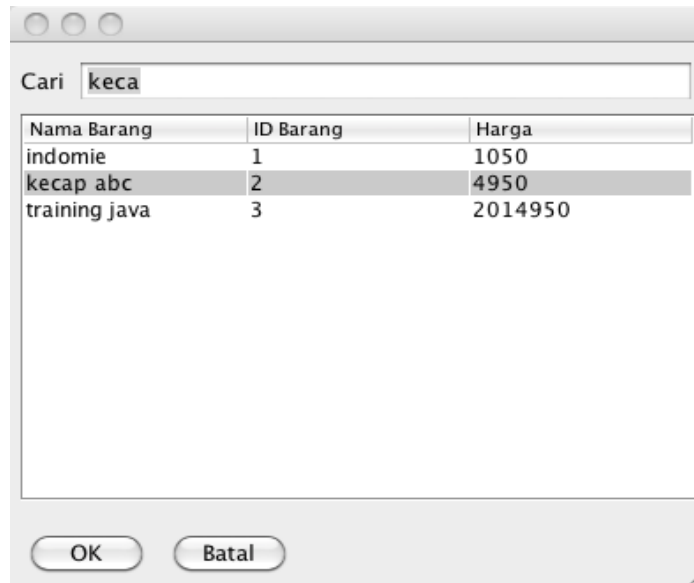 Cari keca
Nama Barang ID Barang Harga
indomie 1 1050
kecap abc 2 4950
training java 3 2014950
OK Batal